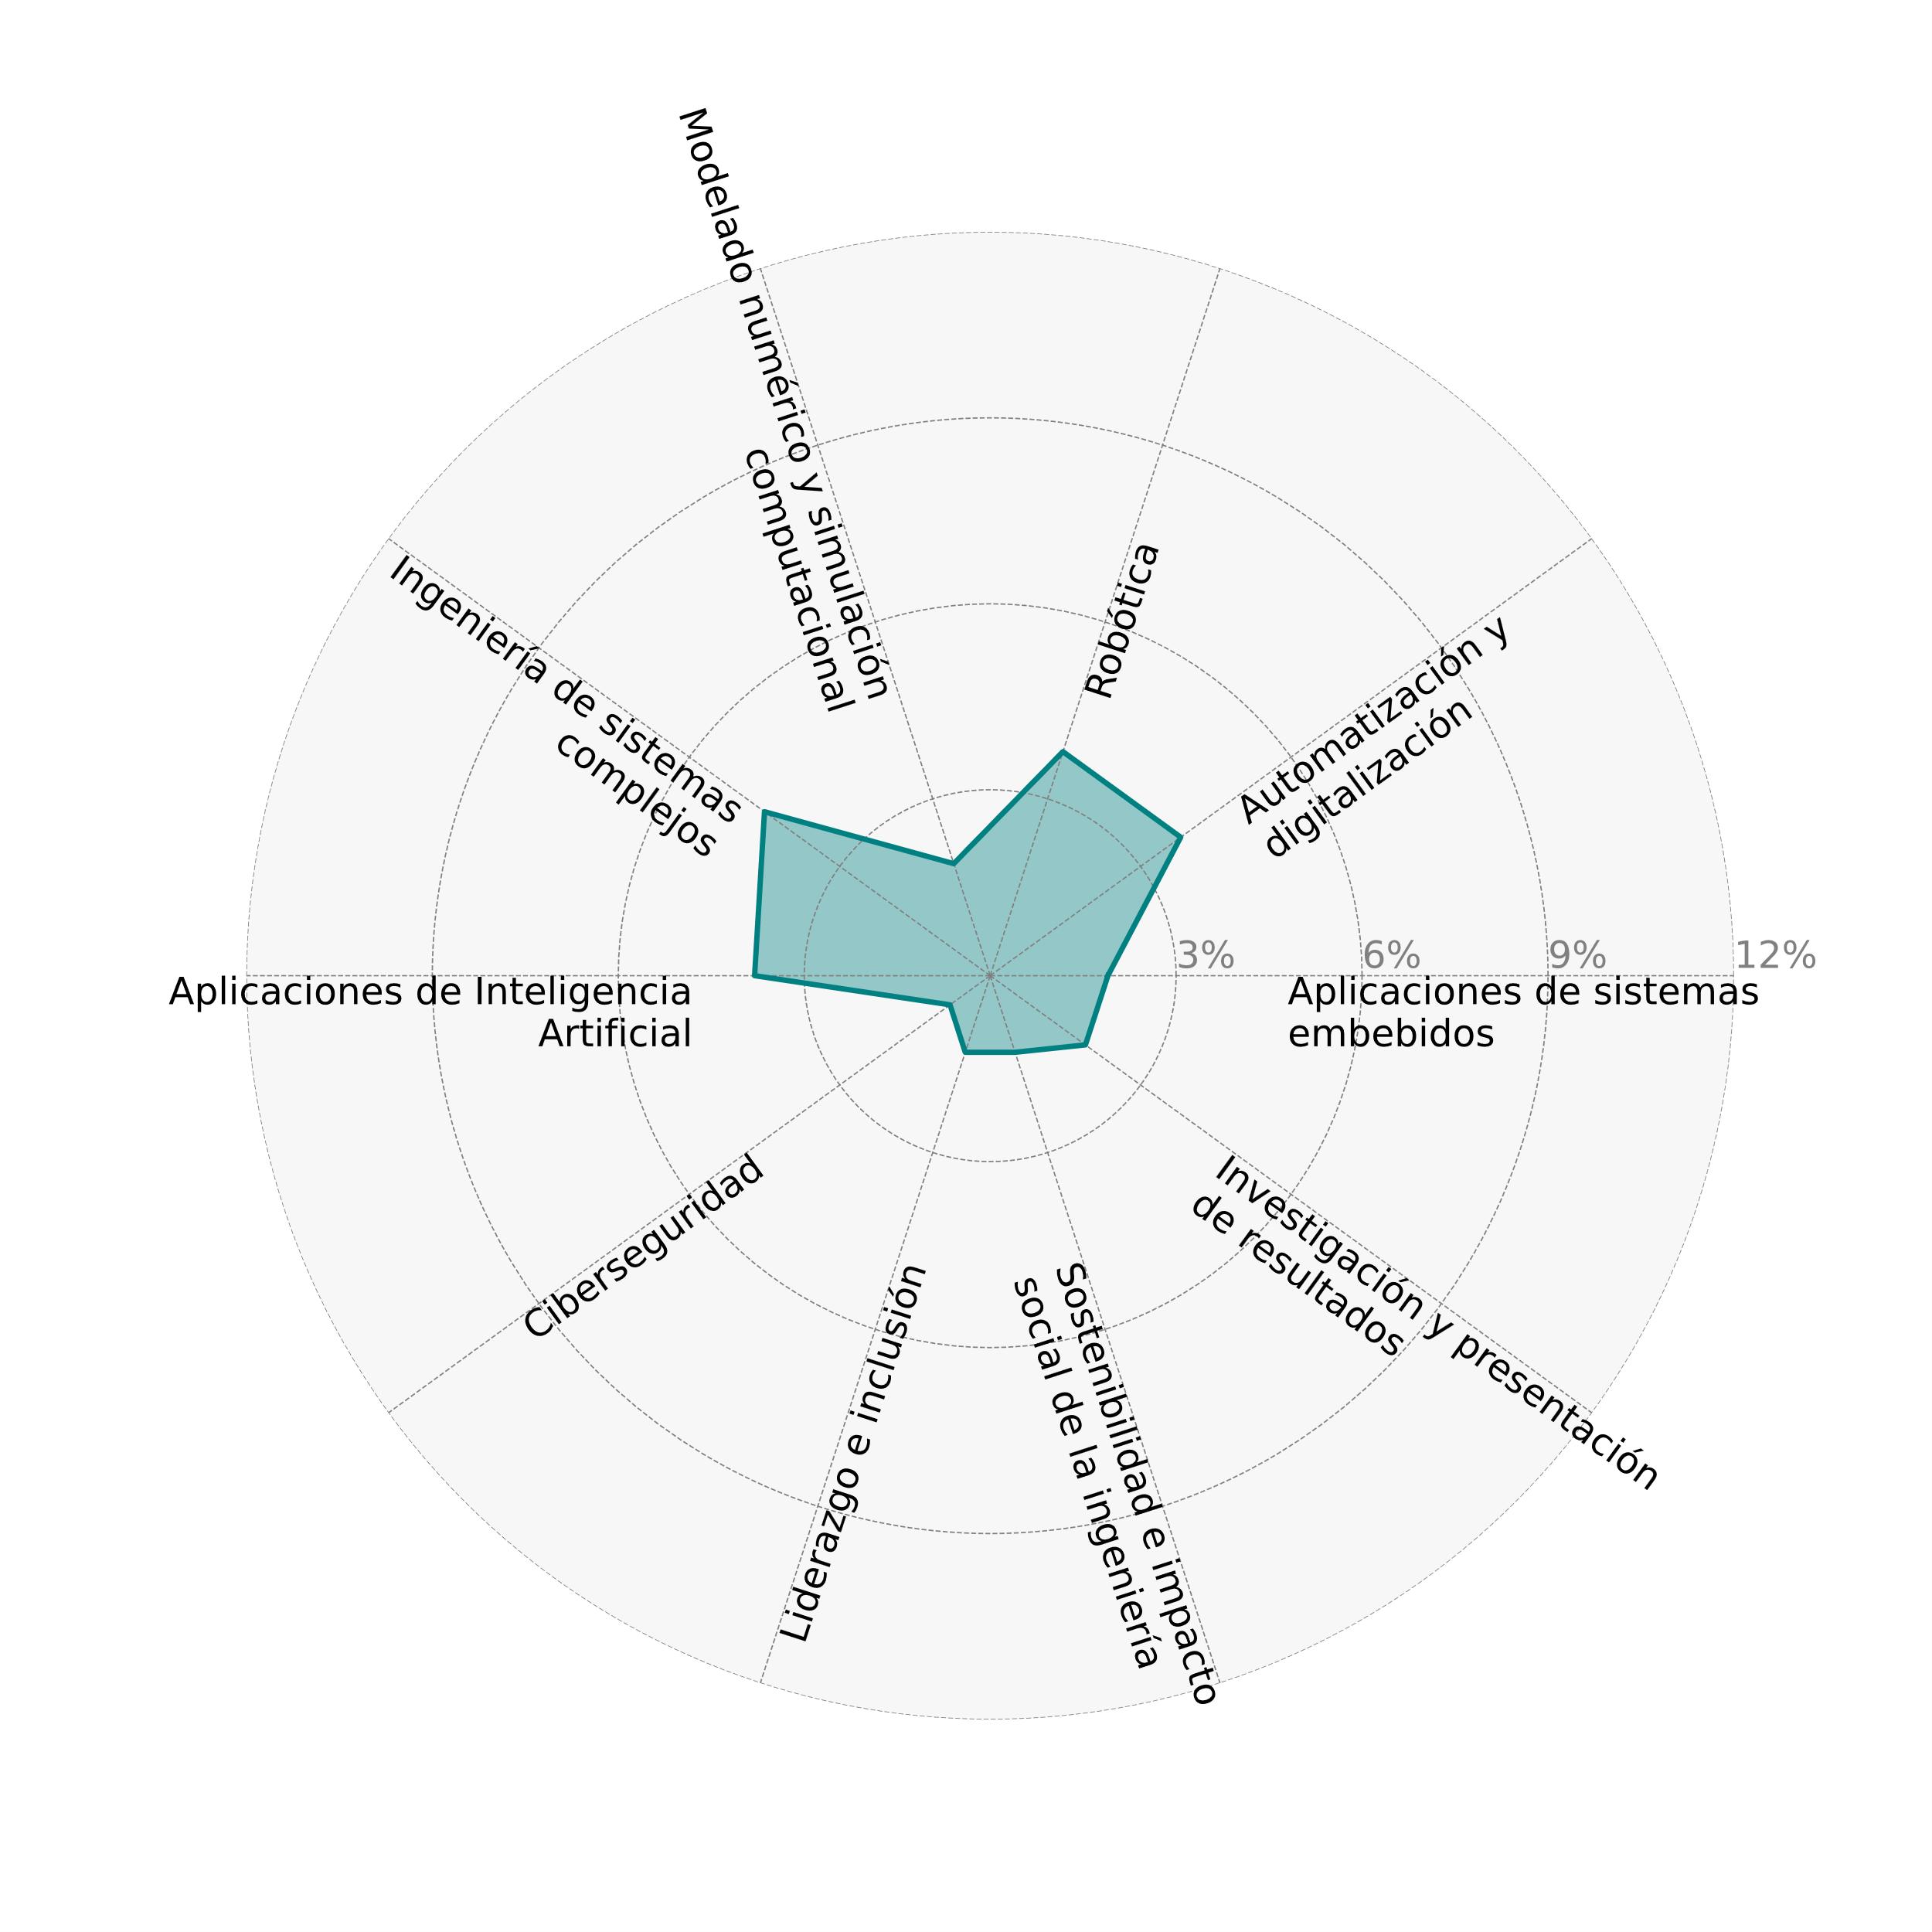 Modelado numérico y simulación
computacional
Robótica
Automatización y
digitalización
Ingeniería de sistemas
complejos
3%
6%
9%
12%
Aplicaciones de Inteligencia
Artificial
Aplicaciones de sistemas
embebidos
Ciberseguridad
Investigación y presentación
de resultados
Liderazgo e inclusión
Sostenibilidad e impacto
social de la ingeniería